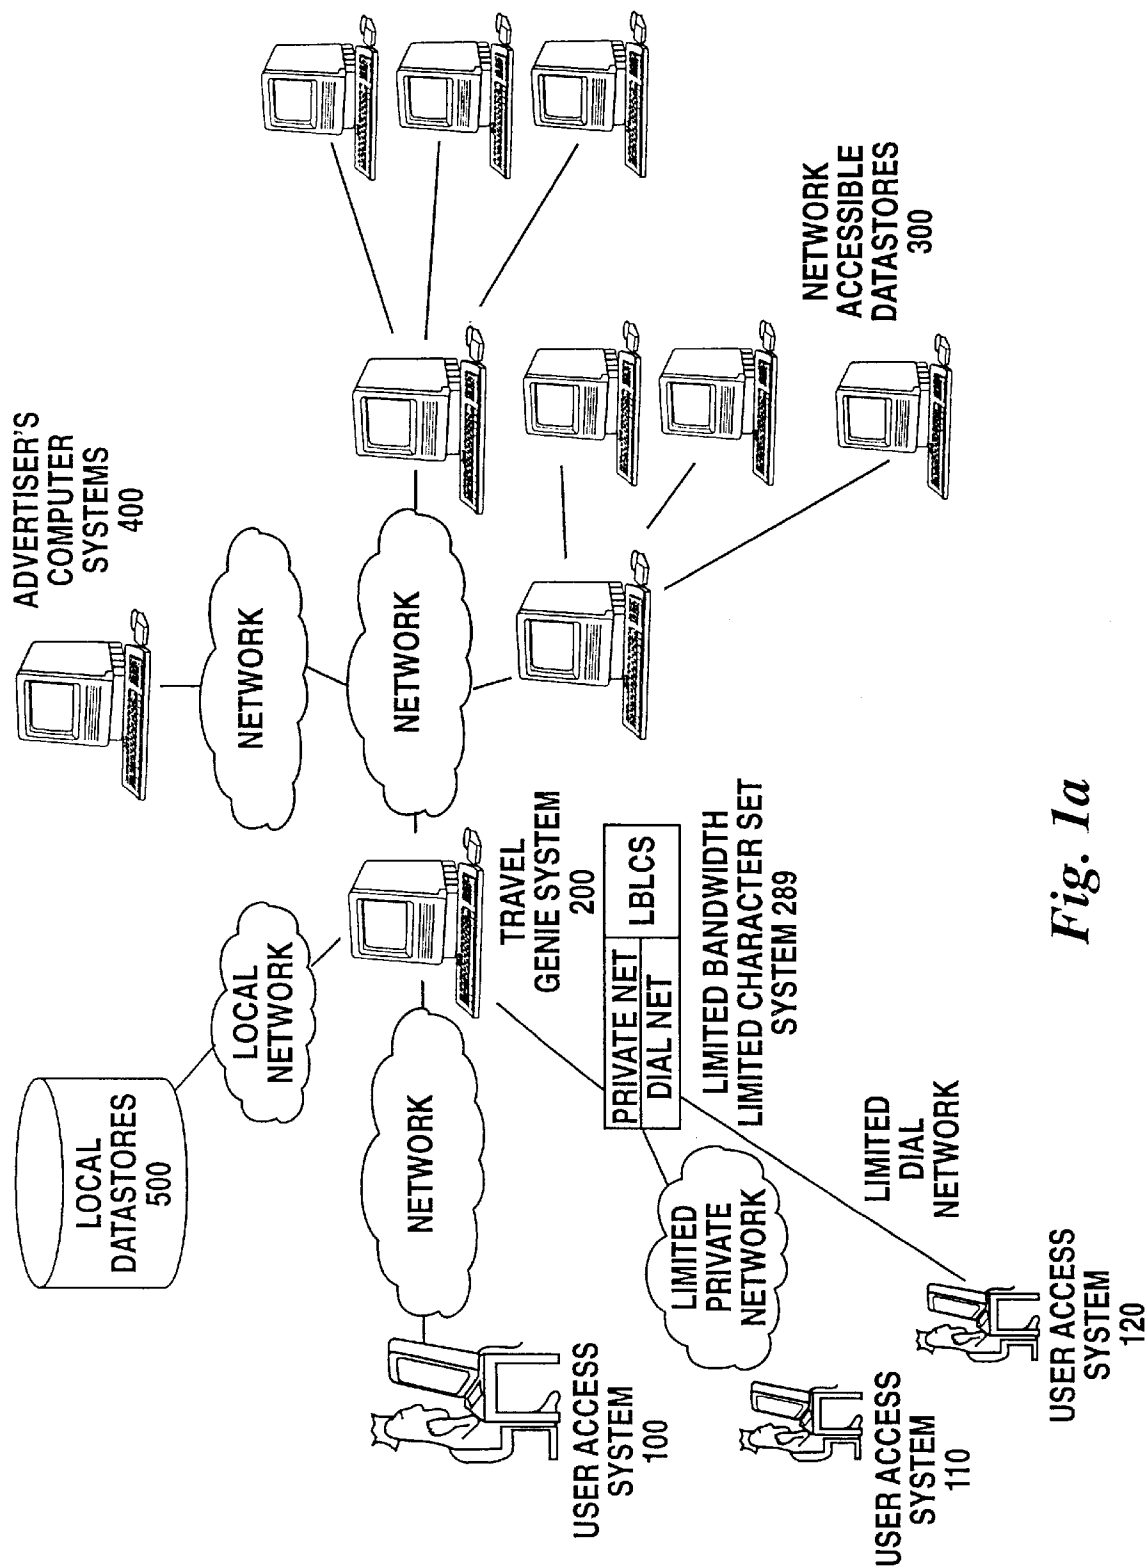 ADVERTISER'S
COMPUTER
SYSTEMS
400
LOCAL
DATASTORES
500
LOCAL
NETWORK
NETWORK
NETWORK
NETWORK
TRAVEL
GENIE SYSTEM
200
NETWORK
ACCESSIBLE
DATASTORES
300
USER ACCESS
SYSTEM
100
PRIVATE NET
DIAL NET
LBLCS
LIMITED BANDWIDTH
LIMITED CHARACTER SET
SYSTEM 289
LIMITED
PRIVATE
NETWORK
LIMITED
DIAL
NETWORK
USER ACCESS
SYSTEM
110
USER ACCESS
SYSTEM
120
Fig. 1a